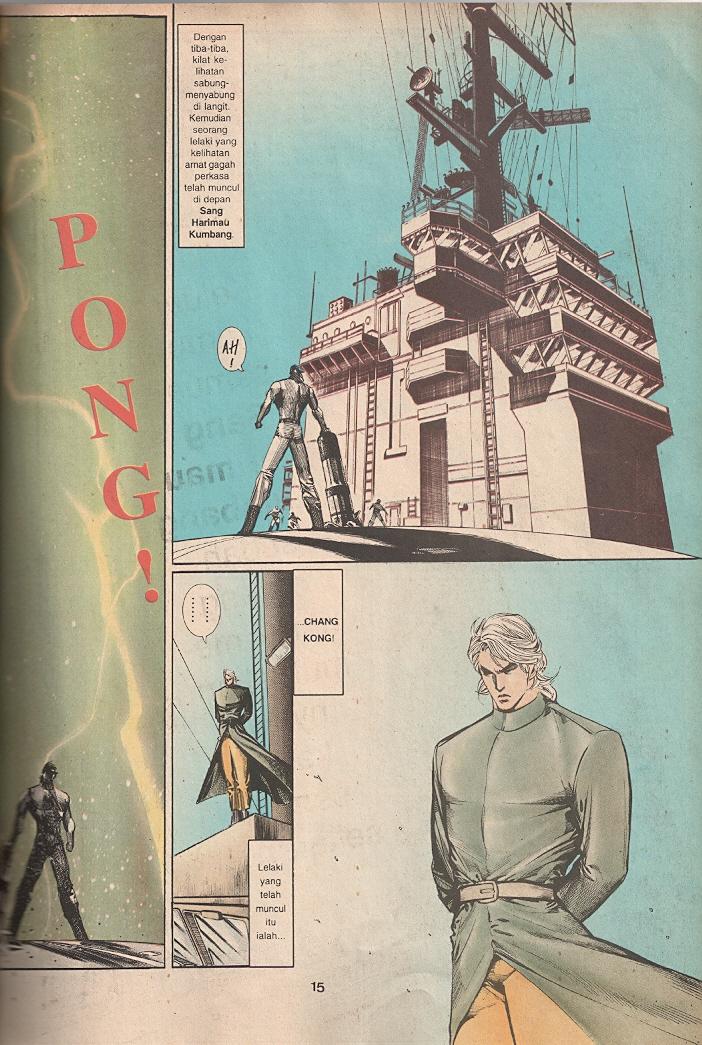 PONG!
Dengan
tiba-tiba,
kilat ke-
lihatan
sabung-
menyabung
di langit.
Kemudian
seorang
lelaki yang
kelihatan
amat gagah
perkasa
telah muncul
di depan
Sang
Harimau
Kumbang.
AH
!
Lelaki
yang
telah
muncul
itu
ialah...
...CHANG
KONG!
15